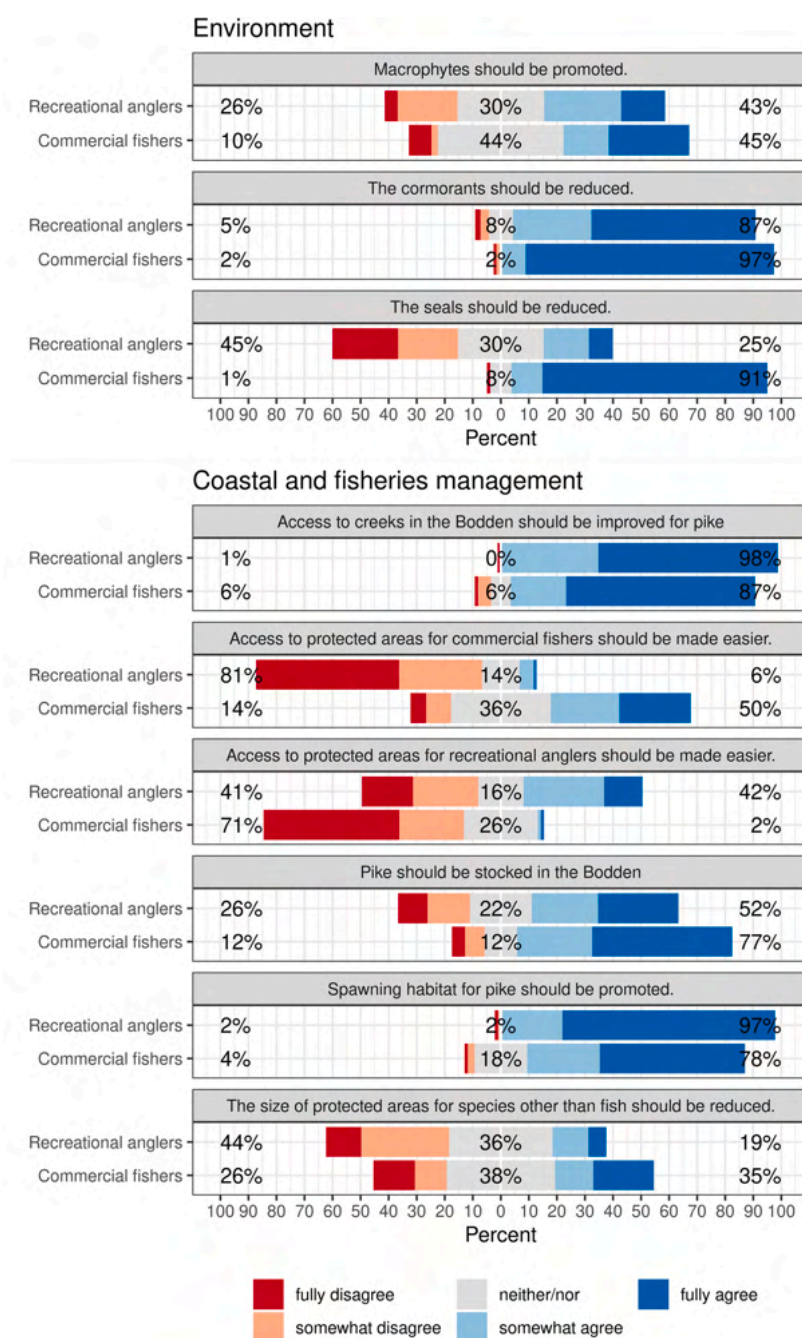 Environment
Macrophytes should be promoted.
Recreational anglers 26% 30% 43%
Commercial fishers 10% 44% 45%
The cormorants should be reduced.
Recreational anglers 5% 8% 87%
Commercial fishers 2% 2% 97%
The seals should be reduced.
Recreational anglers 45% 30% 25%
Commercial fishers 1% 8% 91%
100 90 80 70 60 50 40 30 20 10 0 10 20 30 40 50 60 70 80 90 100
Percent
Coastal and fisheries management
Access to creeks in the Bodden should be improved for pike
Recreational anglers 1% 0% 98%
Commercial fishers 6% 6% 87%
Access to protected areas for commercial fishers should be made easier.
Recreational anglers 81% 14% 6%
Commercial fishers 14% 36% 50%
Access to protected areas for recreational anglers should be made easier.
Recreational anglers 41% 16% 42%
Commercial fishers 71% 26% 2%
Pike should be stocked in the Bodden
Recreational anglers 26% 22% 52%
Commercial fishers 12% 12% 77%
Spawning habitat for pike should be promoted.
Recreational anglers 2% 2% 97%
Commercial fishers 4% 18% 78%
The size of protected areas for species other than fish should be reduced.
Recreational anglers 44% 36% 19%
Commercial fishers 26% 38% 35%
100 90 80 70 60 50 40 30 20 10 0 10 20 30 40 50 60 70 80 90 100
Percent
fully disagree neither/nor fully agree
somewhat disagree somewhat agree